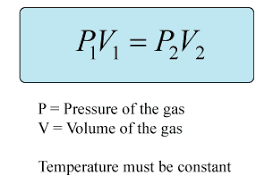 P₁V₁ = P₂V₂
P = Pressure of the gas
V = Volume of the gas
Temperature must be constant